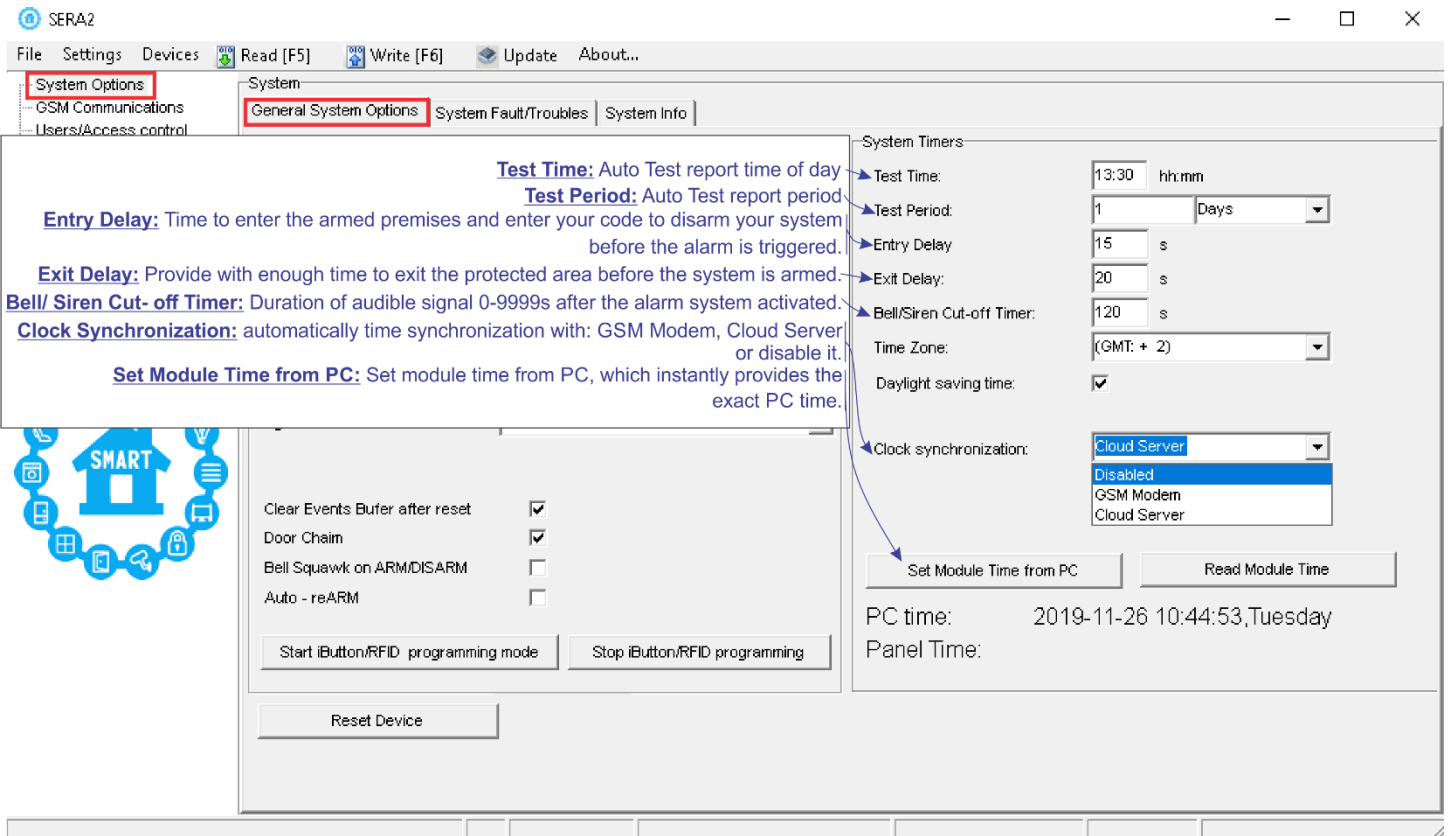 SERA2
File Settings Devices Read [F5] Write [F6] Update About...
System Options
GSM Communications
Users/Access control
System
General System Options System Fault/Troubles System Info
Test Time: Auto Test report time of day
Test Period: Auto Test report period
Entry Delay: Time to enter the armed premises and enter your code to disarm your system
before the alarm is triggered.
Exit Delay: Provide with enough time to exit the protected area before the system is armed.
Bell/ Siren Cut- off Timer: Duration of audible signal 0-9999s after the alarm system activated.
Clock Synchronization: automatically time synchronization with: GSM Modem, Cloud Server
or disable it.
Set Module Time from PC: Set module time from PC, which instantly provides the
exact PC time.
SMART
Clear Events Bufer after reset
Door Chaim
Bell Squawk on ARM/DISARM
Auto - reARM
Start iButton/RFID programming mode Stop iButton/RFID programming
Reset Device
System Timers
Test Time: 13:30 hh:mm
Test Period: 1 Days
Entry Delay 15 s
Exit Delay: 20 s
Bell/Siren Cut-off Timer: 120 s
Time Zone: (GMT: + 2)
Daylight saving time:
Clock synchronization: Cloud Server
Disabled
GSM Modem
Cloud Server
Set Module Time from PC Read Module Time
PC time: 2019-11-26 10:44:53,Tuesday
Panel Time: